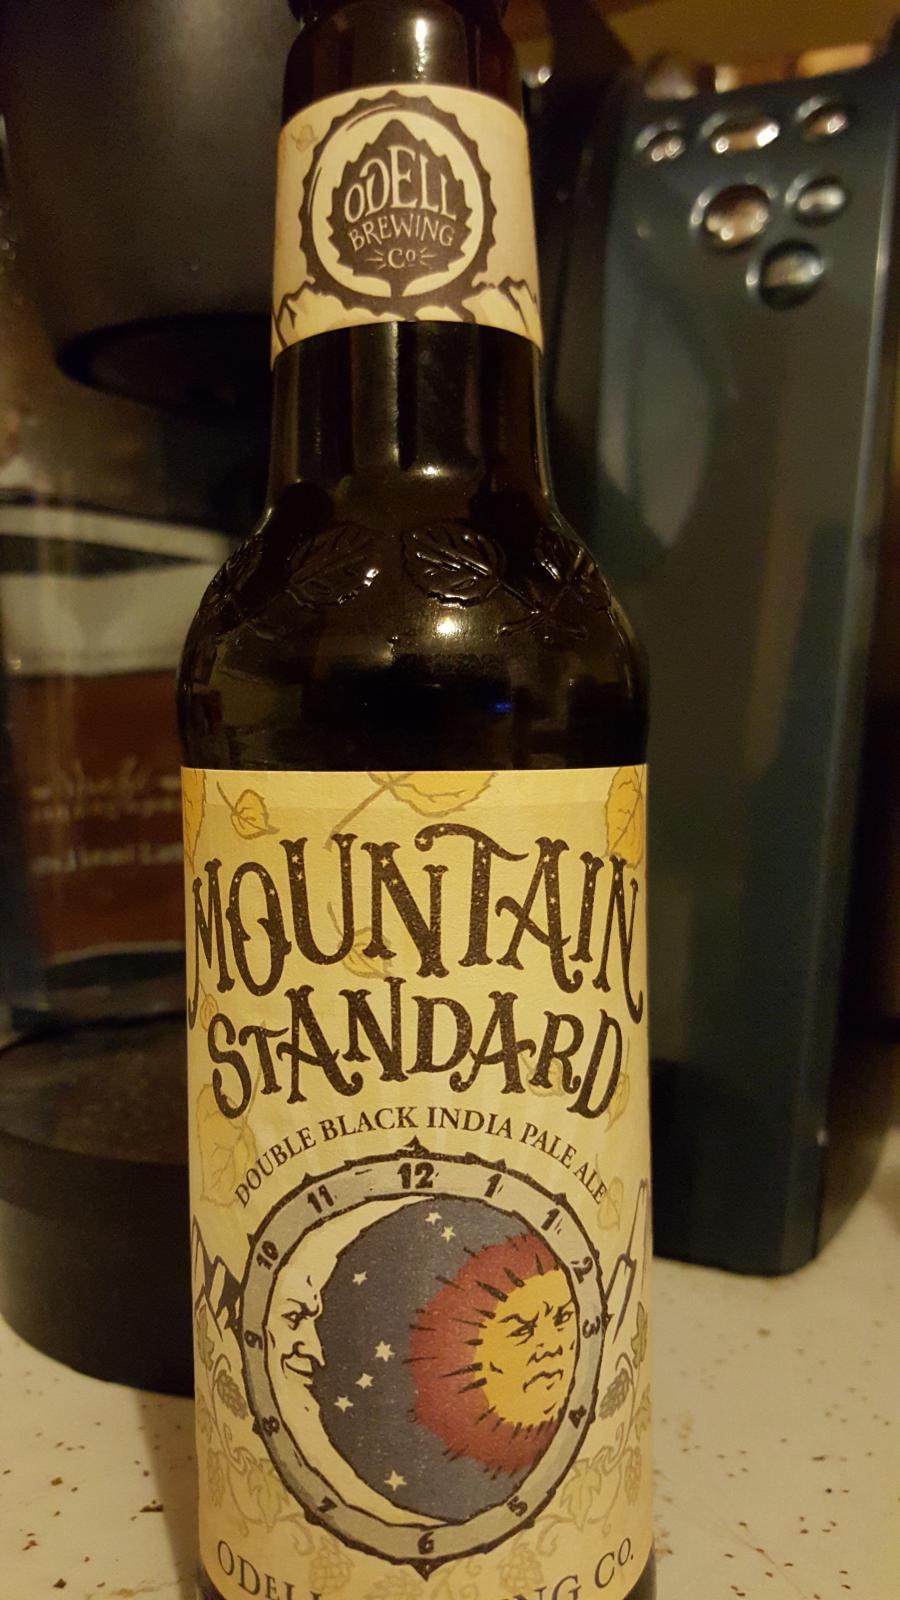 ODELL
BREWING
CO
MOUNTAIN
STANDARD
DOUBLE BLACK INDIA PALE ALE
12
1
1
2
3
4
5
6
7
8
9
10
11
ODELL BREWING CO.